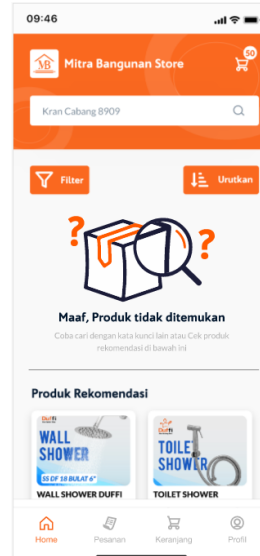 09:46
MB
Mitra Bangunan Store
50
Kran Cabang 8909
Filter
Urutkan
? ?
Maaf, Produk tidak ditemukan
Coba cari dengan kata kunci lain atau Cek produk
rekomendasi di bawah ini
Produk Rekomendasi
Duffi
WALL
SHOWER
SS DF 18 BULAT 6"
WALL SHOWER DUFFI
Duffi
TOILET
SHOWER
TOILET SHOWER
Home
Pesanan
Keranjang
Profil